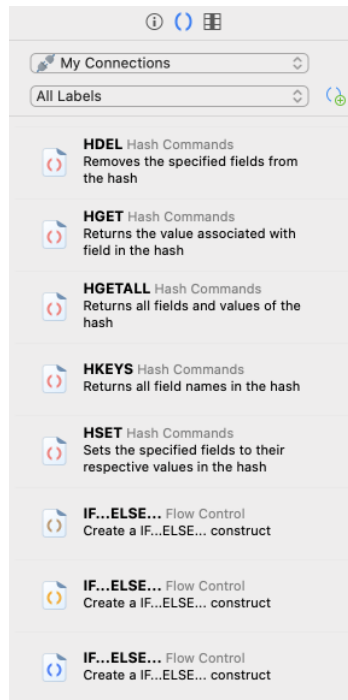 My Connections
All Labels
HDEL Hash Commands
Removes the specified fields from
the hash
HGET Hash Commands
Returns the value associated with
field in the hash
HGETALL Hash Commands
Returns all fields and values of the
hash
HKEYS Hash Commands
Returns all field names in the hash
HSET Hash Commands
Sets the specified fields to their
respective values in the hash
IF...ELSE... Flow Control
Create a IF...ELSE... construct
IF...ELSE... Flow Control
Create a IF...ELSE... construct
IF...ELSE... Flow Control
Create a IF...ELSE... construct